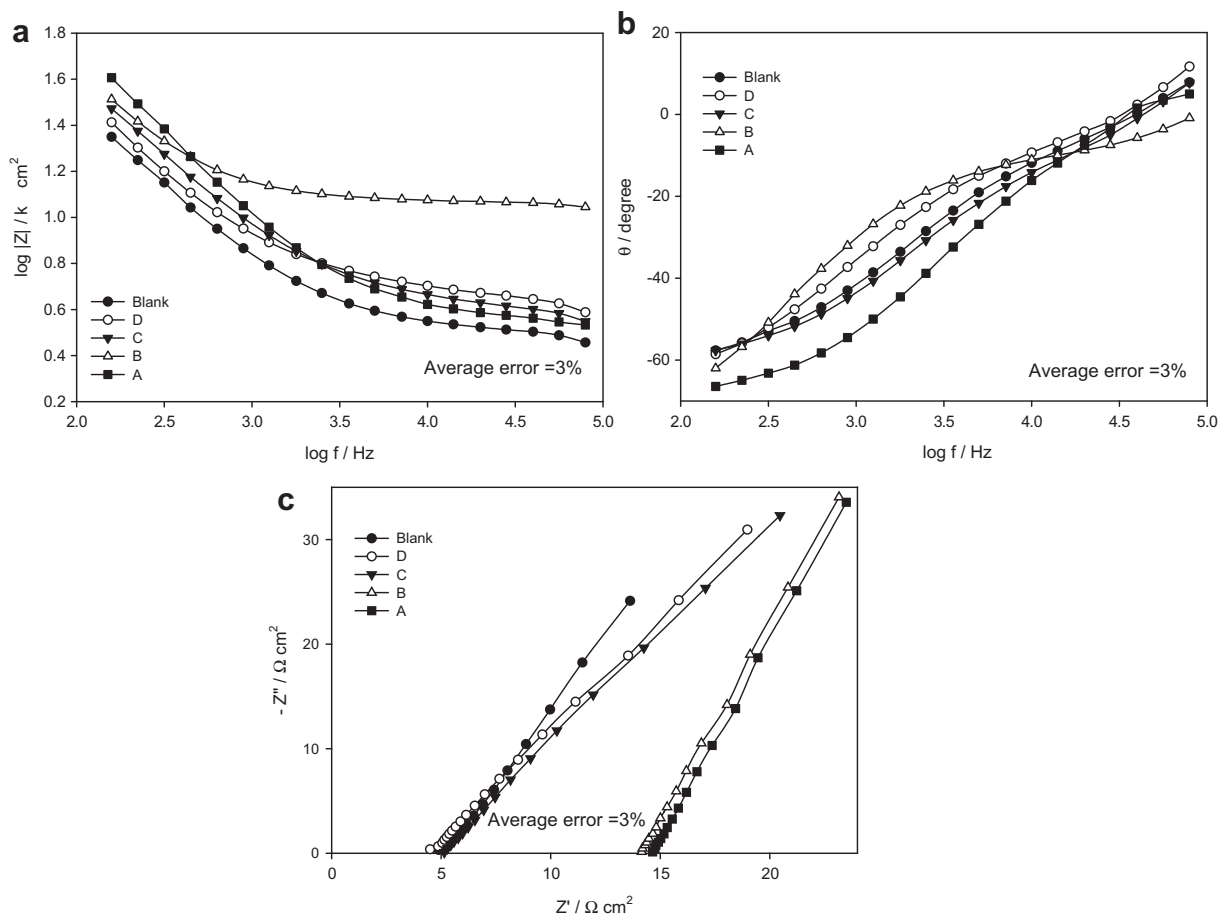 a
log |Z| / k cm²
1.8
1.6
1.4
1.2
1.0
0.8
0.6
0.4
0.2
Blank
D
C
B
A
Average error =3%
2.0 2.5 3.0 3.5 4.0 4.5 5.0
log f / Hz
b
θ / degree
20
0
-20
-40
-60
Blank
D
C
B
A
Average error =3%
2.0 2.5 3.0 3.5 4.0 4.5 5.0
log f / Hz
c
- Z" / Ω cm²
30
20
10
0
Blank
D
C
B
A
Average error =3%
0 5 10 15 20
Z' / Ω cm²